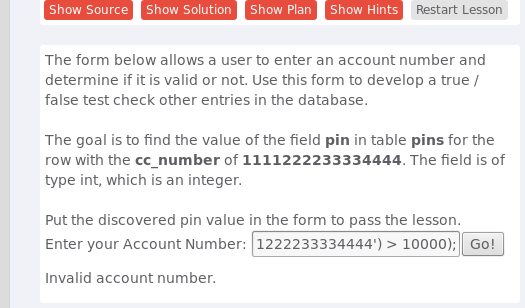 Show Source Show Solution Show Plan Show Hints Restart Lesson
The form below allows a user to enter an account number and
determine if it is valid or not. Use this form to develop a true /
false test check other entries in the database.
The goal is to find the value of the field pin in table pins for the
row with the cc_number of 1111222233334444. The field is of
type int, which is an integer.
Put the discovered pin value in the form to pass the lesson.
Enter your Account Number: 1222233334444') > 10000); Go!
Invalid account number.